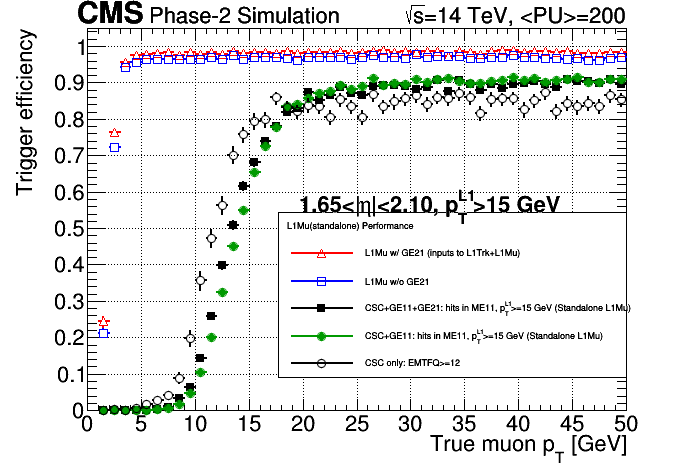 CMS Phase-2 Simulation √s=14 TeV, <PU>=200
Trigger efficiency
1
0.9
0.8
0.7
0.6
0.5
0.4
0.3
0.2
0.1
0
1.65<|η|<2.10, p_T^L1>15 GeV
L1Mu(standalone) Performance
L1Mu w/ GE21 (inputs to L1Trk+L1Mu)
L1Mu w/o GE21
CSC+GE11+GE21: hits in ME11, p_T^L1>=15 GeV (Standalone L1Mu)
CSC+GE11: hits in ME11, p_T^L1>=15 GeV (Standalone L1Mu)
CSC only: EMTFQ>=12
0 5 10 15 20 25 30 35 40 45 50
True muon p_T [GeV]